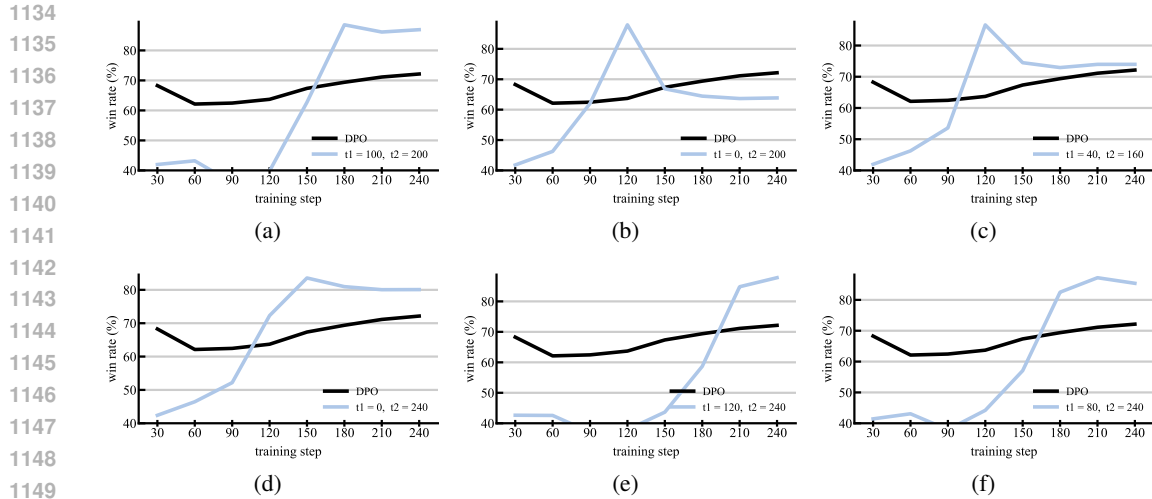 1134
1135
1136
1137
1138
1139
1140
1141
1142
1143
1144
1145
1146
1147
1148
1149
win rate (%)
80
70
60
50
40
DPO
t1 = 100, t2 = 200
30 60 90 120 150 180 210 240
training step
(a)
win rate (%)
80
70
60
50
40
DPO
t1 = 0, t2 = 200
30 60 90 120 150 180 210 240
training step
(b)
win rate (%)
80
70
60
50
40
DPO
t1 = 40, t2 = 160
30 60 90 120 150 180 210 240
training step
(c)
win rate (%)
80
70
60
50
40
DPO
t1 = 0, t2 = 240
30 60 90 120 150 180 210 240
training step
(d)
win rate (%)
80
70
60
50
40
DPO
t1 = 120, t2 = 240
30 60 90 120 150 180 210 240
training step
(e)
win rate (%)
80
70
60
50
40
DPO
t1 = 80, t2 = 240
30 60 90 120 150 180 210 240
training step
(f)